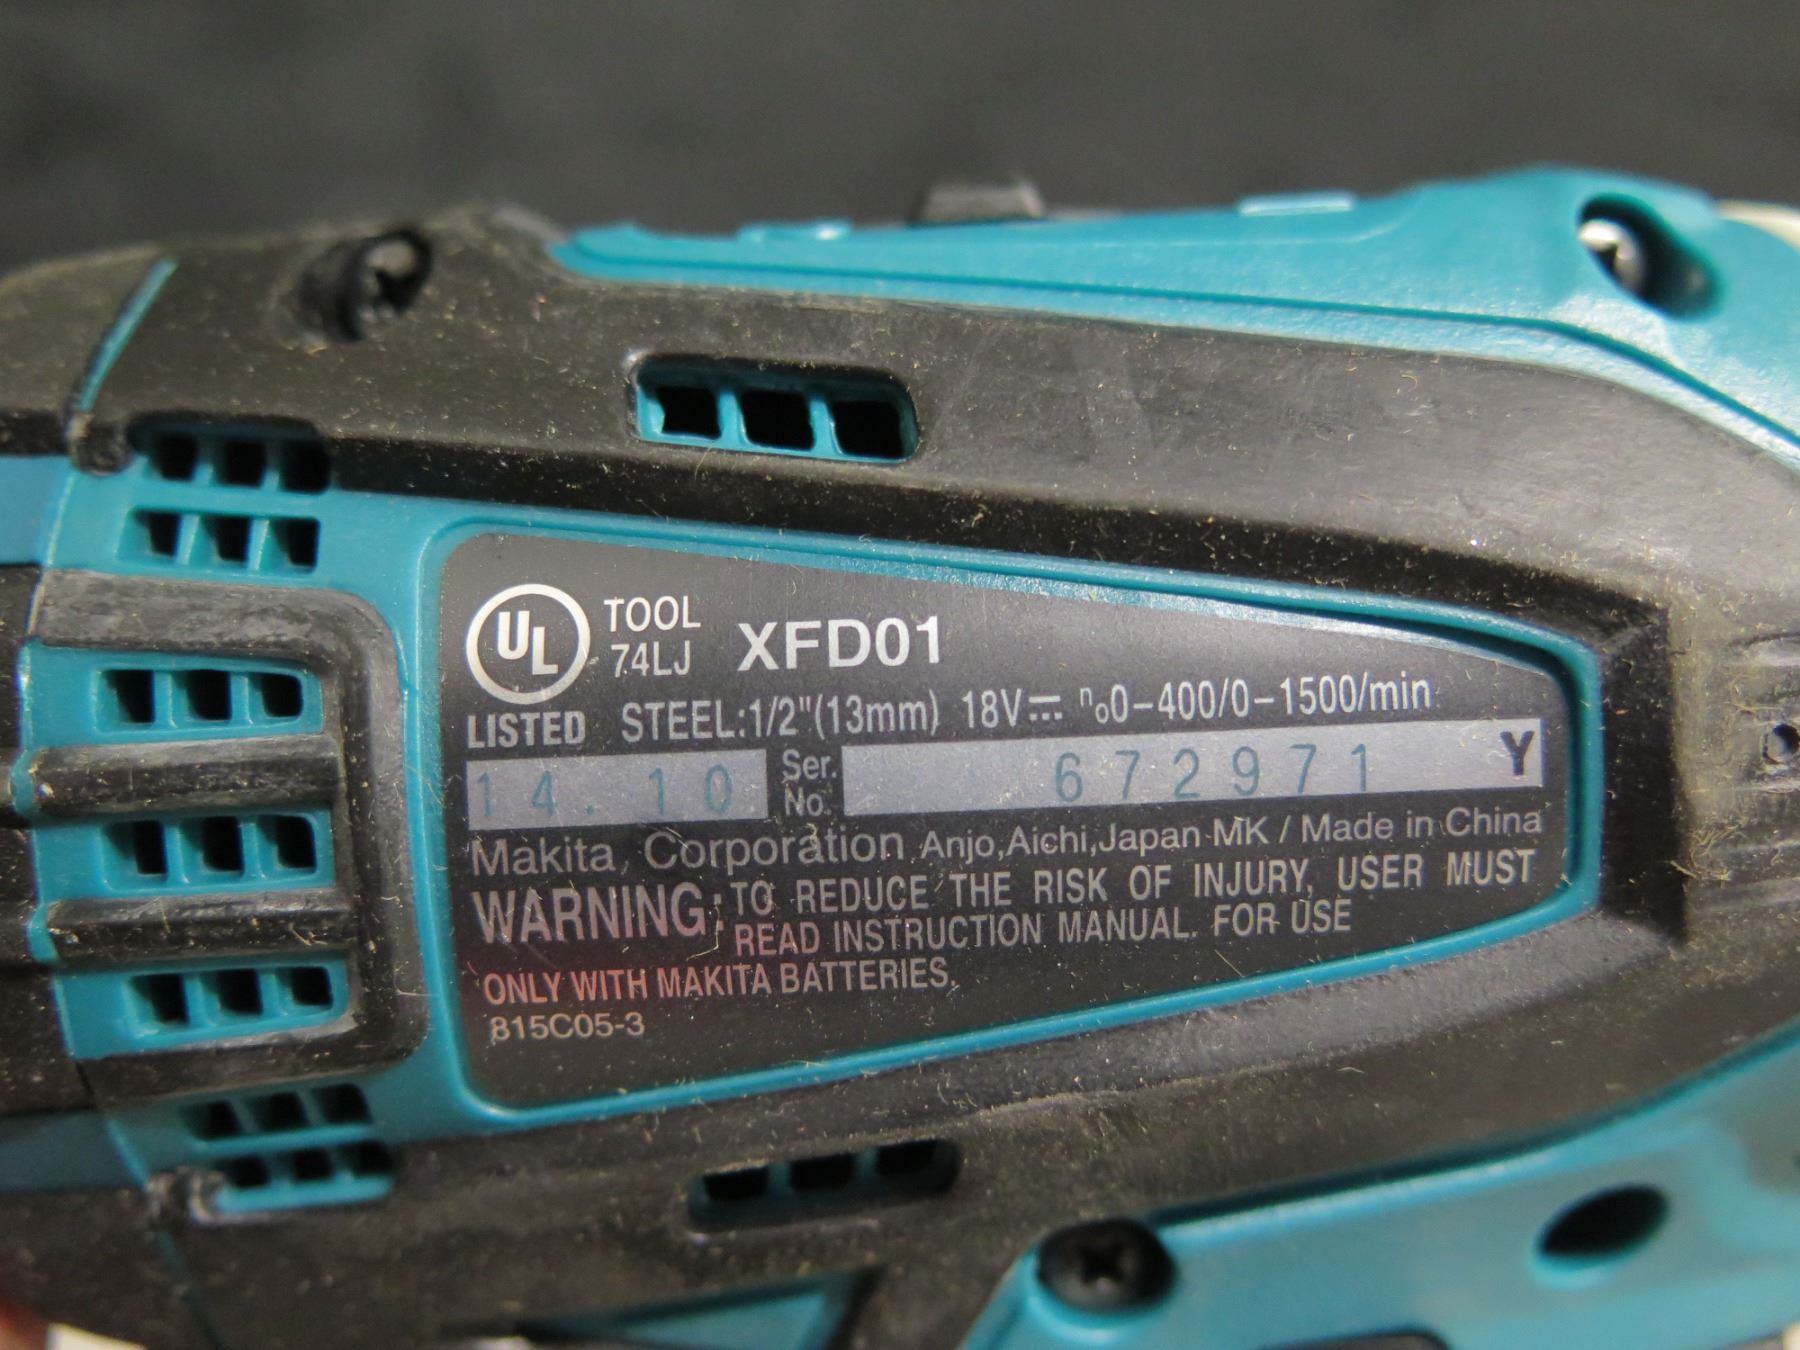 UL TOOL
74LJ XFD01
LISTED STEEL:1/2"(13mm) 18V⎓ n₀0-400/0-1500/min
14. 10 Ser. No. 672971 Y
Makita, Corporation Anjo,Aichi,Japan MK / Made in China
WARNING: TO REDUCE THE RISK OF INJURY, USER MUST
READ INSTRUCTION MANUAL. FOR USE
ONLY WITH MAKITA BATTERIES.
815C05-3